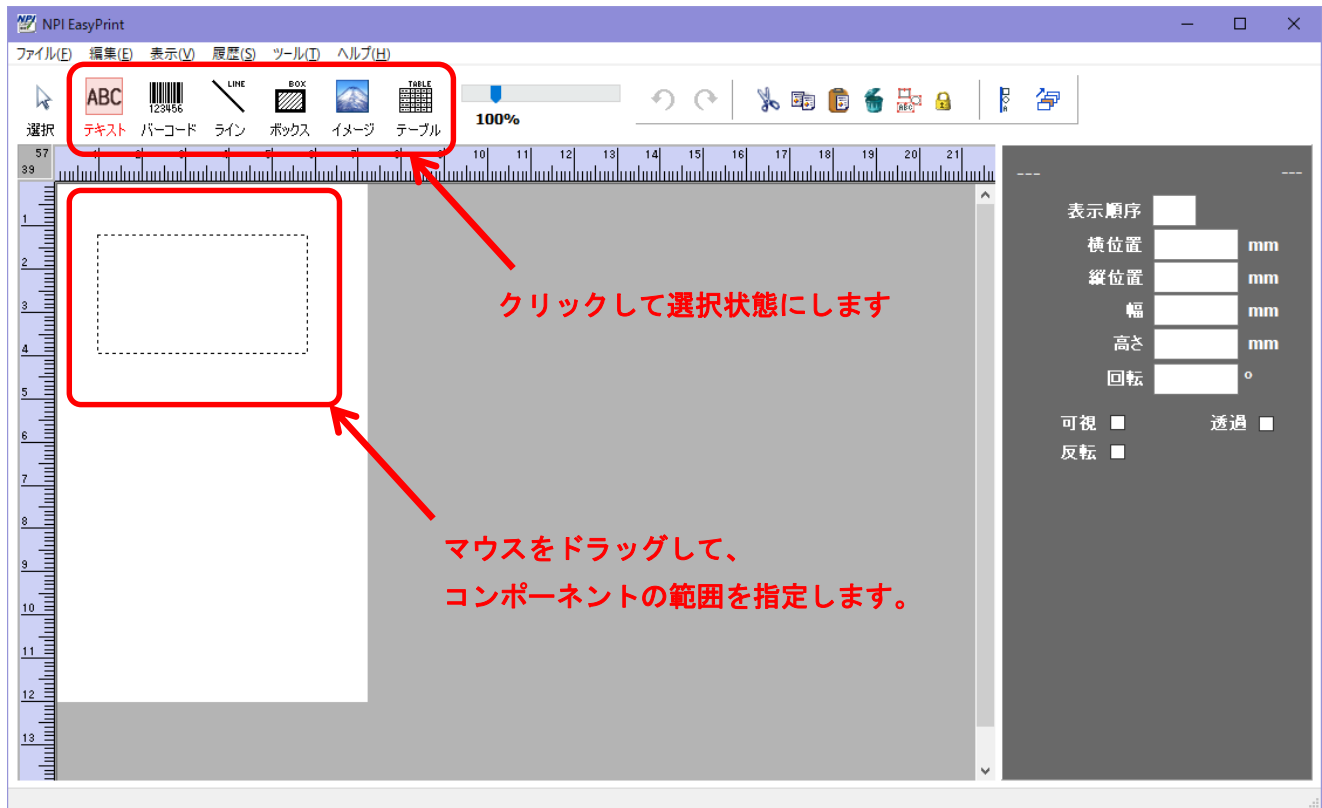 NPI EasyPrint
ファイル(F) 編集(E) 表示(V) 履歴(S) ツール(T) ヘルプ(H)
ABC 123456 LINE BOX TABLE
選択 テキスト バーコード ライン ボックス イメージ テーブル
100%
57
39
10 11 12 13 14 15 16 17 18 19 20 21
1
2
3
4
5
6
7
8
9
10
11
12
13
--- ---
表示順序
横位置 mm
縦位置 mm
幅 mm
高さ mm
回転 °
可視 透過
反転
クリックして選択状態にします
マウスをドラッグして、
コンポーネントの範囲を指定します。